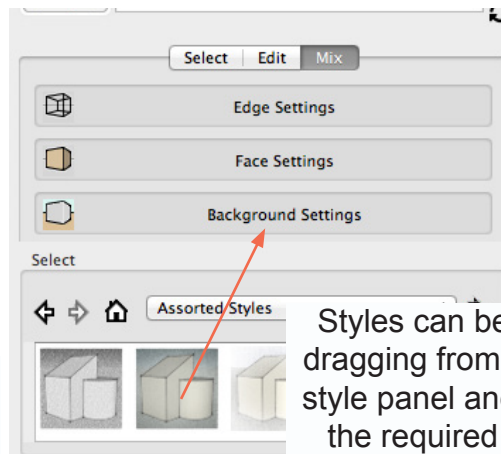 Select Edit Mix
Edge Settings
Face Settings
Background Settings
Select
Assorted Styles
Styles can be
dragging from
style panel and
the required